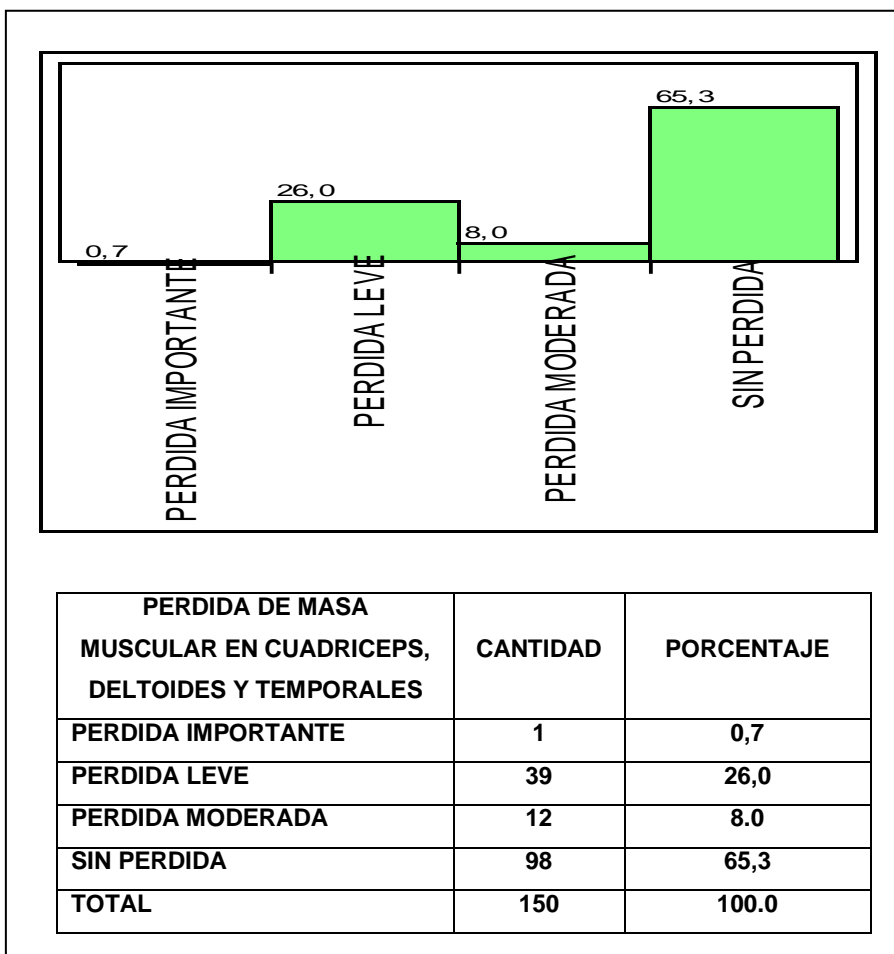 65,3
26,0
8,0
0,7
PERDIDA IMPORTANTE
PERDIDA LEVE
PERDIDA MODERADA
SIN PERDIDA
PERDIDA DE MASA
MUSCULAR EN CUADRICEPS,
DELTOIDES Y TEMPORALES
CANTIDAD
PORCENTAJE
PERDIDA IMPORTANTE 1 0,7
PERDIDA LEVE 39 26,0
PERDIDA MODERADA 12 8.0
SIN PERDIDA 98 65,3
TOTAL 150 100.0